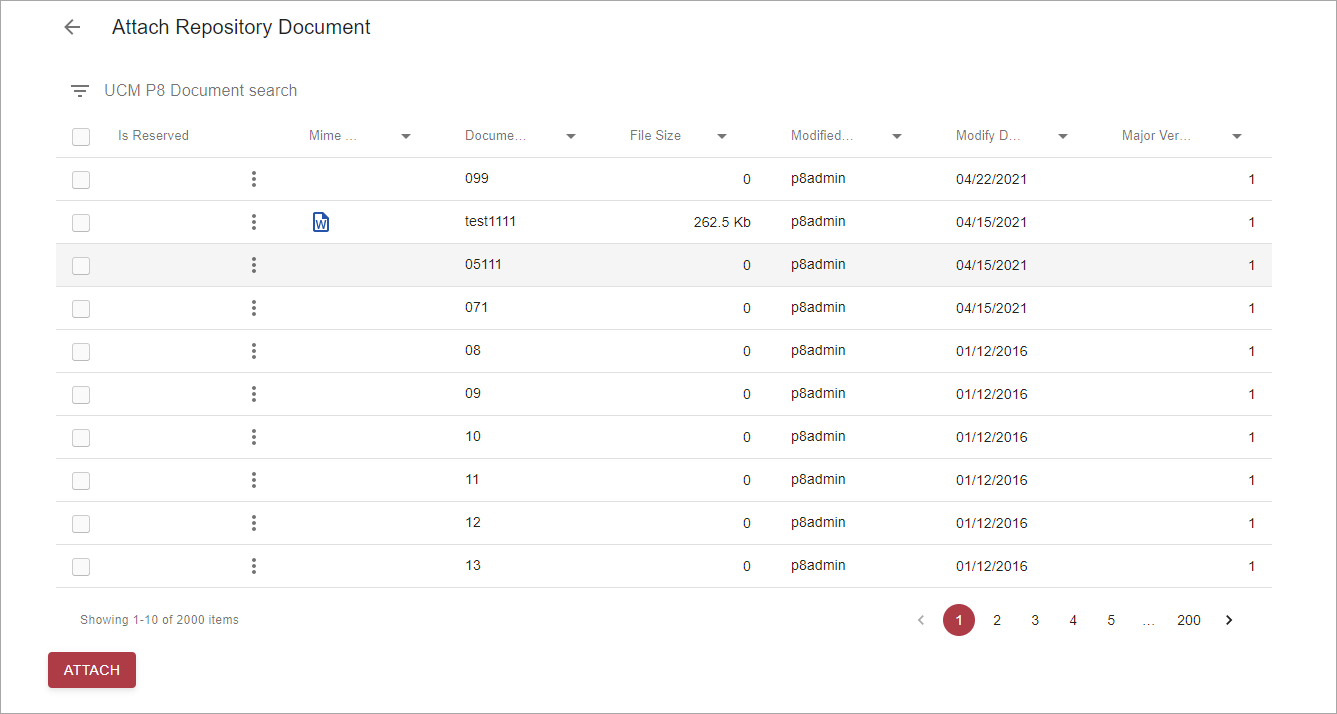 Attach Repository Document
UCM P8 Document search
Is Reserved Mime ... Docume... File Size Modified... Modify D... Major Ver...
099 0 p8admin 04/22/2021 1
W test1111 262.5 Kb p8admin 04/15/2021 1
05111 0 p8admin 04/15/2021 1
071 0 p8admin 04/15/2021 1
08 0 p8admin 01/12/2016 1
09 0 p8admin 01/12/2016 1
10 0 p8admin 01/12/2016 1
11 0 p8admin 01/12/2016 1
12 0 p8admin 01/12/2016 1
13 0 p8admin 01/12/2016 1
Showing 1-10 of 2000 items 1 2 3 4 5 ... 200
ATTACH